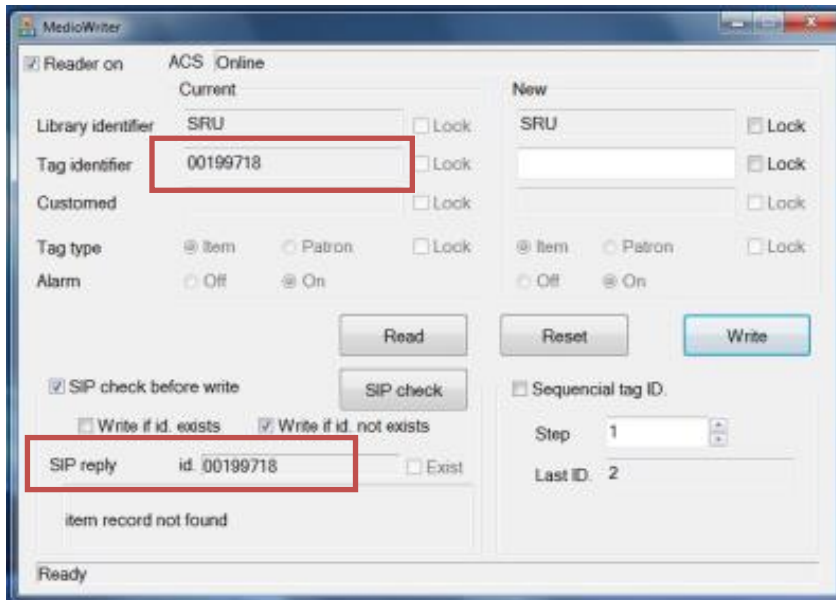 MedioWriter
Reader on ACS Online
Current New
Library identifier SRU Lock SRU Lock
Tag identifier 00199718 Lock Lock
Customed Lock Lock
Tag type Item Patron Lock Item Patron Lock
Alarm Off On Off On
Read Reset Write
SIP check before write SIP check Sequencial tag ID.
Write if id. exists Write if id. not exists
Step 1
SIP reply id. 00199718 Exist
Last ID. 2
item record not found
Ready